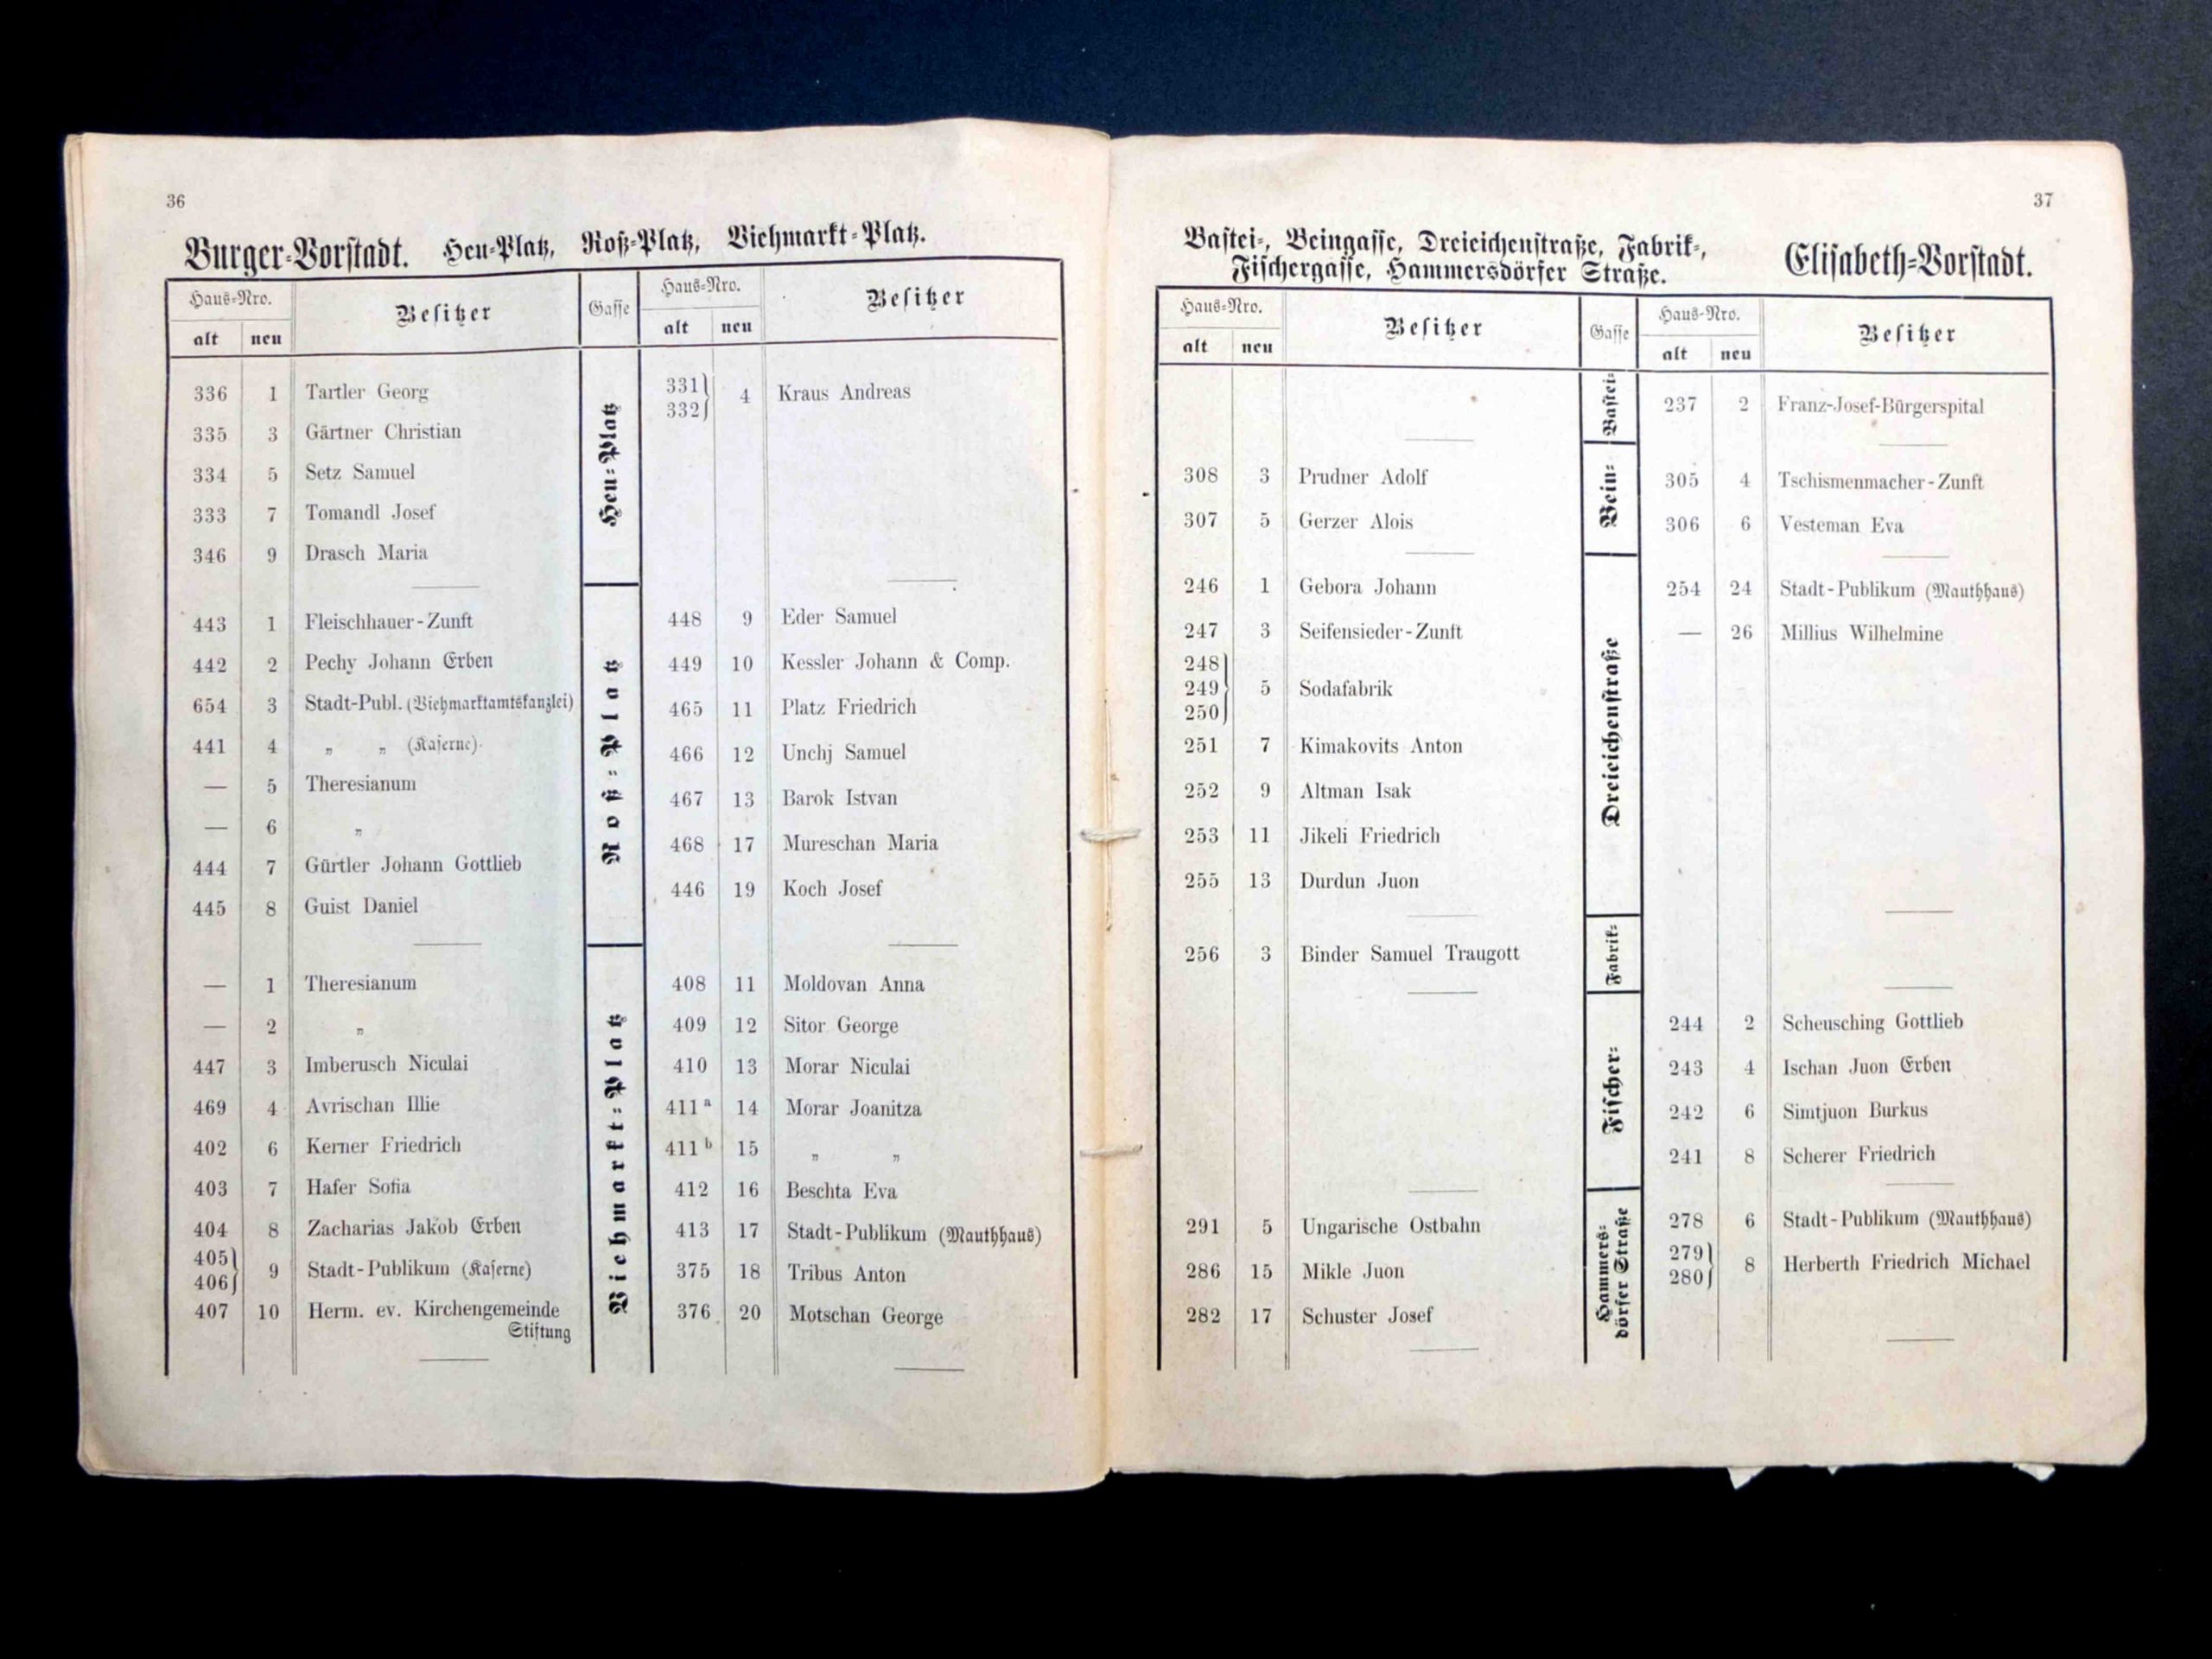 36
Burger-Vorstadt. Heu-Platz, Roß-Platz, Viehmarkt-Platz.
Haus-Nro. Besitzer Gasse Haus-Nro. Besitzer
alt neu alt neu
Heu-Platz
336 1 Tartler Georg
335 3 Gärtner Christian
334 5 Setz Samuel
333 7 Tomandl Josef
346 9 Drasch Maria
331 332 4 Kraus Andreas
Roß-Platz
443 1 Fleischhauer-Zunft
442 2 Pechy Johann Erben
654 3 Stadt-Publ. (Viehmarktamtskanzlei)
441 4 „ „ (Kaserne)
— 5 Theresianum
— 6 „
444 7 Gürtler Johann Gottlieb
445 8 Guist Daniel
448 9 Eder Samuel
449 10 Kessler Johann & Comp.
465 11 Platz Friedrich
466 12 Unchj Samuel
467 13 Barok Istvan
468 17 Mureschan Maria
446 19 Koch Josef
Viehmarkt-Platz
— 1 Theresianum
— 2 „
447 3 Imberusch Niculai
469 4 Avrischan Illie
402 6 Kerner Friedrich
403 7 Hafer Sofia
404 8 Zacharias Jakob Erben
405 406 9 Stadt-Publikum (Kaserne)
407 10 Herm. ev. Kirchengemeinde
Stiftung
408 11 Moldovan Anna
409 12 Sitor George
410 13 Morar Niculai
411 a 14 Morar Joanitza
411 b 15 „ „
412 16 Beschta Eva
413 17 Stadt-Publikum (Mauthhaus)
375 18 Tribus Anton
376 20 Motschan George
37
Bastei-, Beingasse, Dreieichenstraße, Fabrik-,
Fischergasse, Hammersdörfer Straße.
Elisabeth-Vorstadt.
Haus-Nro. Besitzer Gasse Haus-Nro. Besitzer
alt neu alt neu
Bastei-
237 2 Franz-Josef-Bürgerspital
Bein-
308 3 Prudner Adolf
307 5 Gerzer Alois
305 4 Tschismenmacher-Zunft
306 6 Vesteman Eva
Dreieichenstraße
246 1 Gebora Johann
247 3 Seifensieder-Zunft
248 249 250 5 Sodafabrik
251 7 Kimakovits Anton
252 9 Altman Isak
253 11 Jikeli Friedrich
255 13 Durdun Juon
254 24 Stadt-Publikum (Mauthhaus)
— 26 Millius Wilhelmine
Fabrik-
256 3 Binder Samuel Traugott
Fischer-
244 2 Scheusching Gottlieb
243 4 Ischan Juon Erben
242 6 Simtjuon Burkus
241 8 Scherer Friedrich
Hammers-
dörfer Straße
291 5 Ungarische Ostbahn
286 15 Mikle Juon
282 17 Schuster Josef
278 6 Stadt-Publikum (Mauthhaus)
279 280 8 Herberth Friedrich Michael